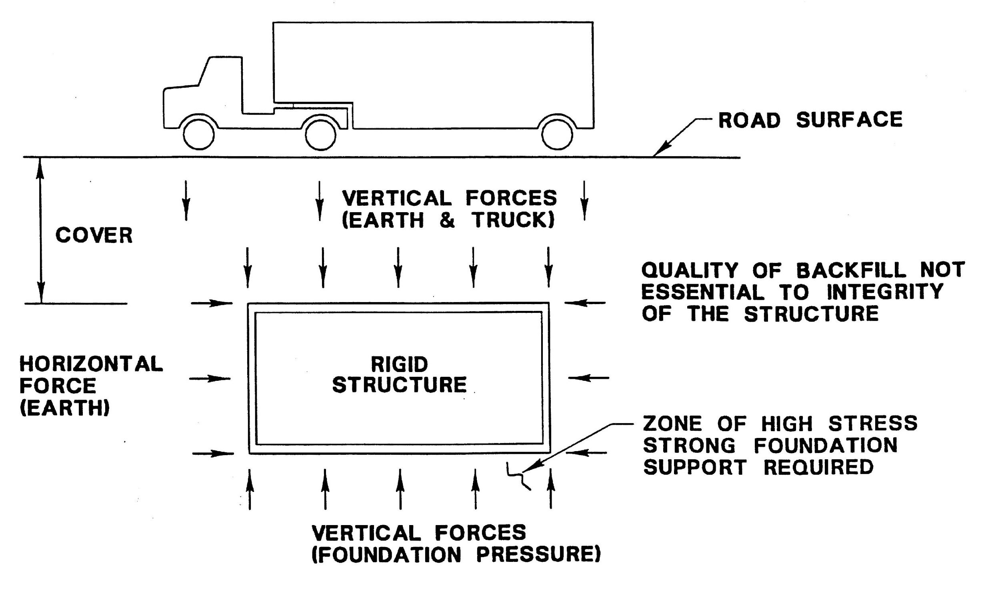 ROAD SURFACE
VERTICAL FORCES
(EARTH & TRUCK)
COVER
QUALITY OF BACKFILL NOT
ESSENTIAL TO INTEGRITY
OF THE STRUCTURE
HORIZONTAL
FORCE
(EARTH)
RIGID
STRUCTURE
ZONE OF HIGH STRESS
STRONG FOUNDATION
SUPPORT REQUIRED
VERTICAL FORCES
(FOUNDATION PRESSURE)